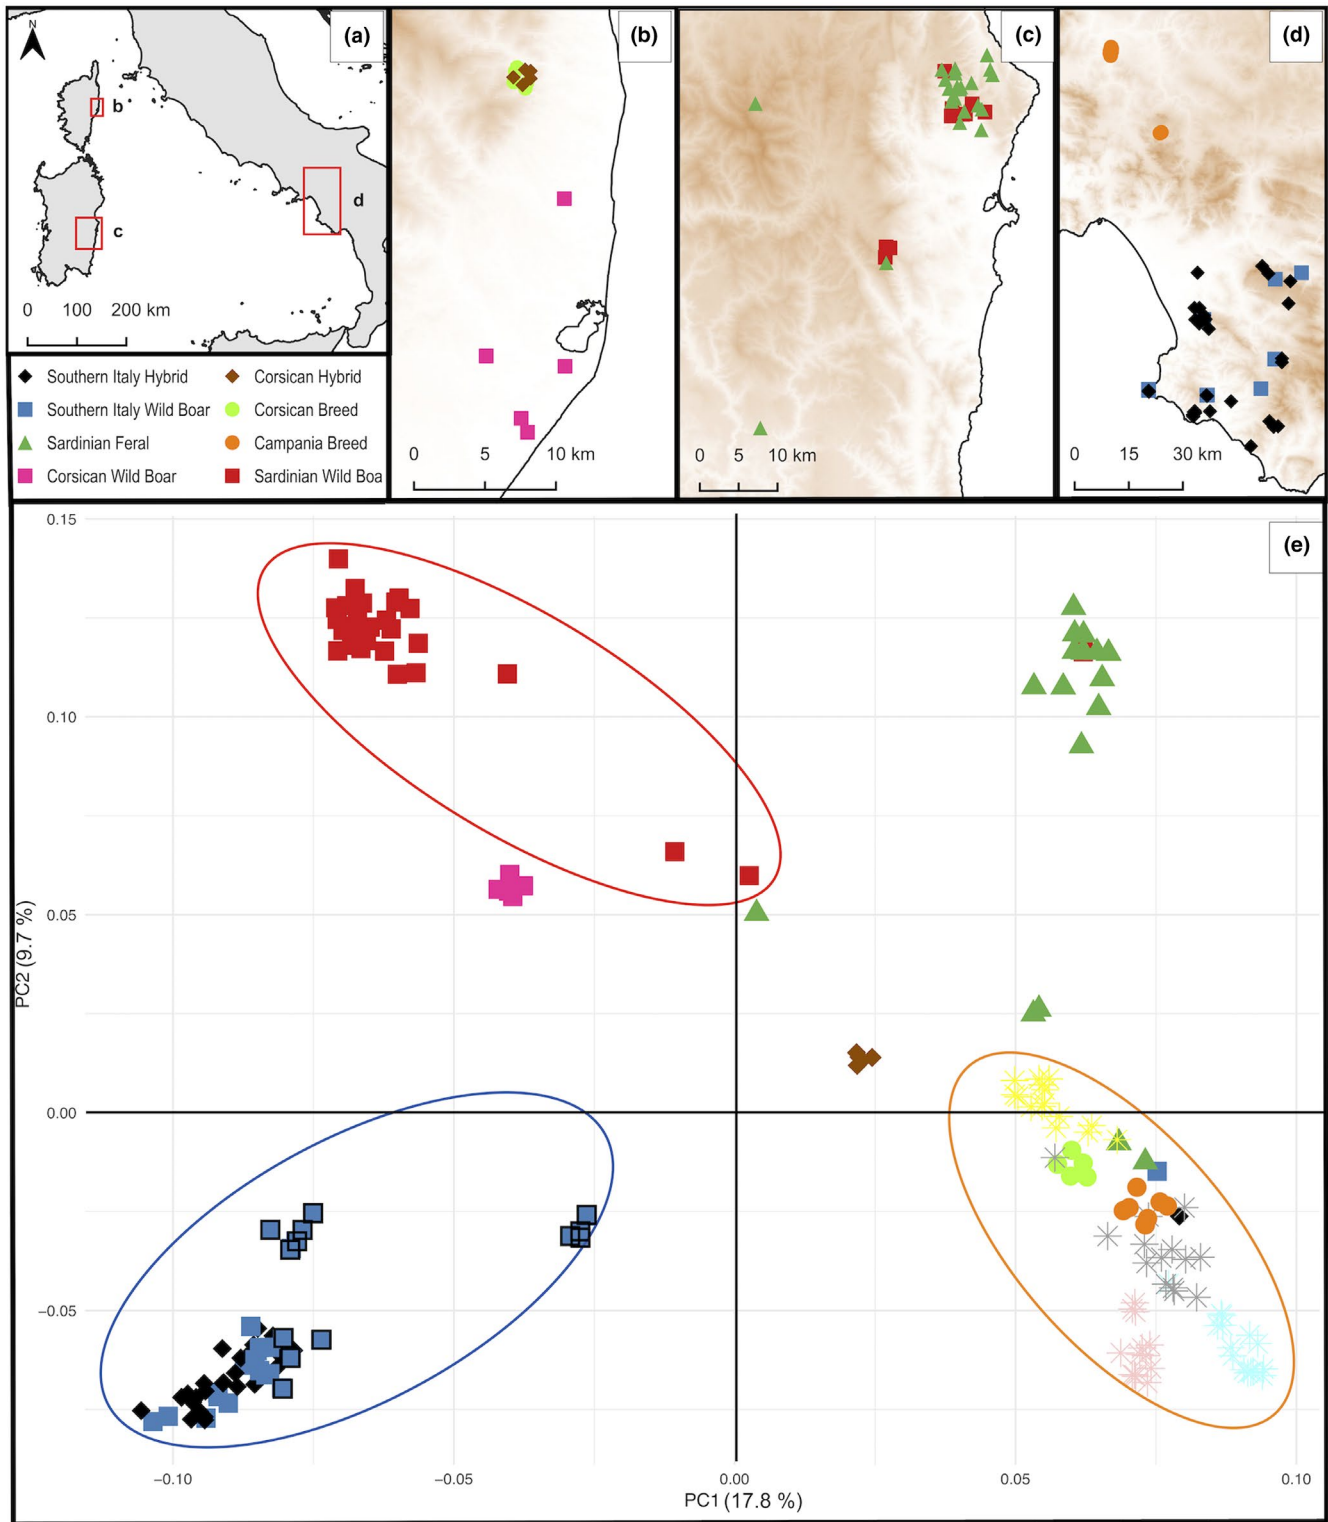 N
(a)
b
c
d
0 100 200 km
(b)
0 5 10 km
(c)
0 5 10 km
(d)
0 15 30 km
Southern Italy Hybrid
Southern Italy Wild Boar
Sardinian Feral
Corsican Wild Boar
Corsican Hybrid
Corsican Breed
Campania Breed
Sardinian Wild Boa
(e)
0.15
0.10
0.05
0.00
−0.05
PC2 (9.7 %)
−0.10 −0.05 0.00 0.05 0.10
PC1 (17.8 %)